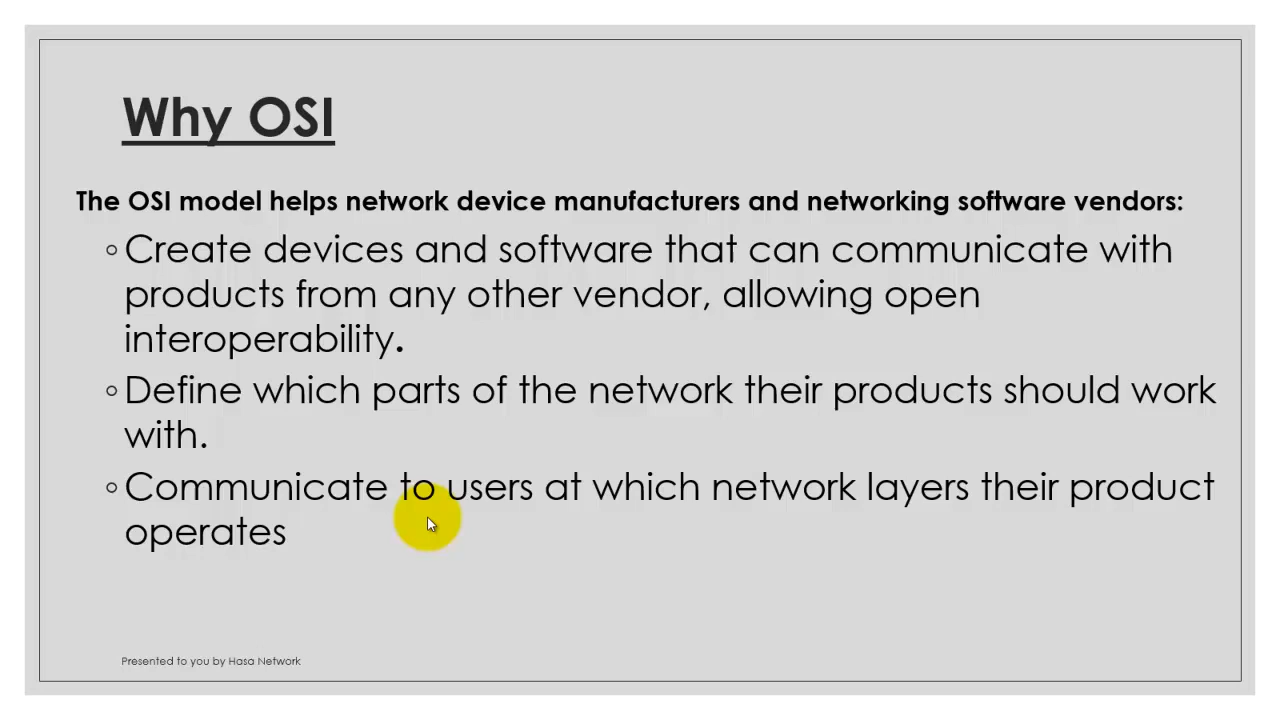 Why OSI
The OSI model helps network device manufacturers and networking software vendors:
◦Create devices and software that can communicate with
products from any other vendor, allowing open
interoperability.
◦Define which parts of the network their products should work
with.
◦Communicate to users at which network layers their product
operates
Presented to you by Hasa Network